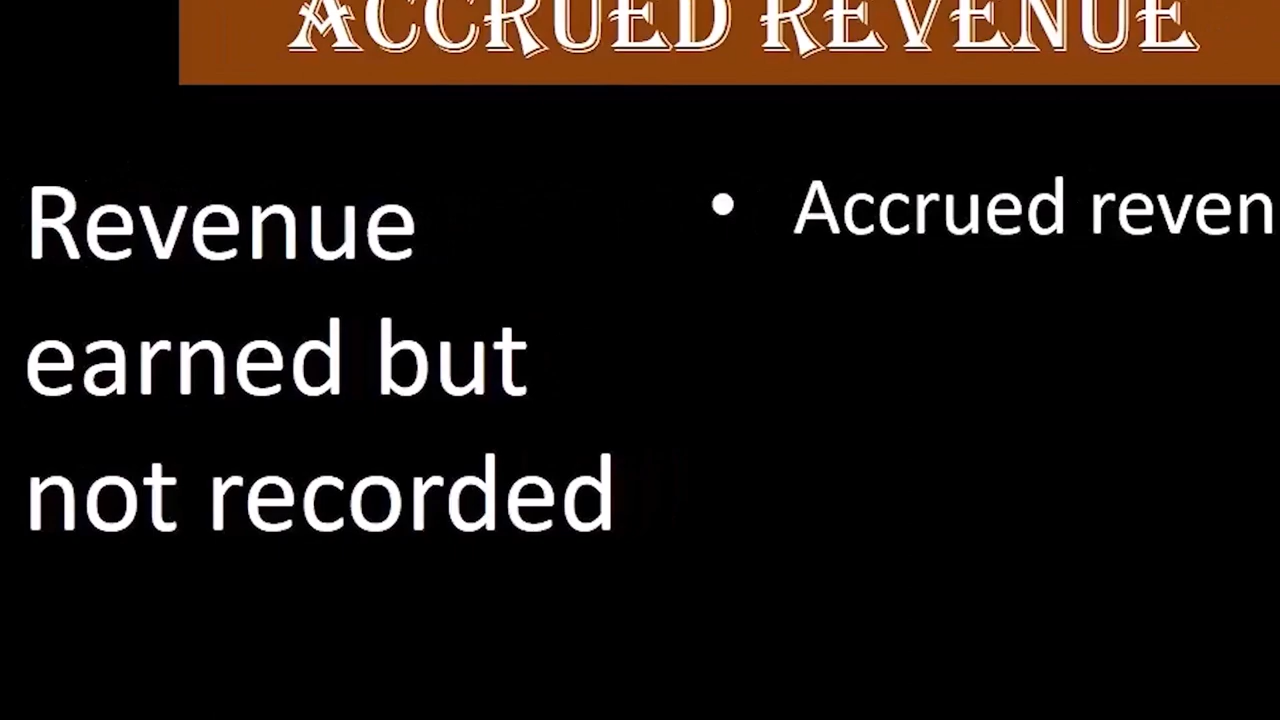 ACCRUED REVENUE
Revenue
earned but
not recorded
• Accrued reven